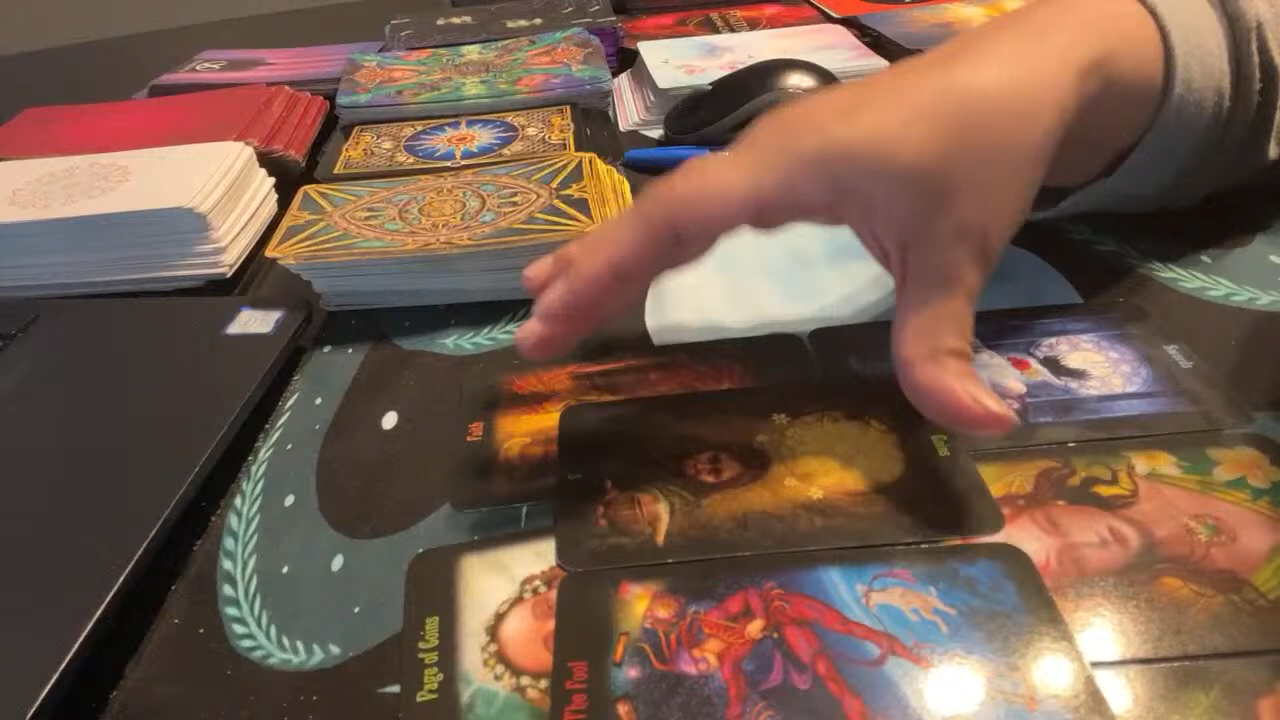 Swords
Faith
Coins
Page of Coins
The Fool